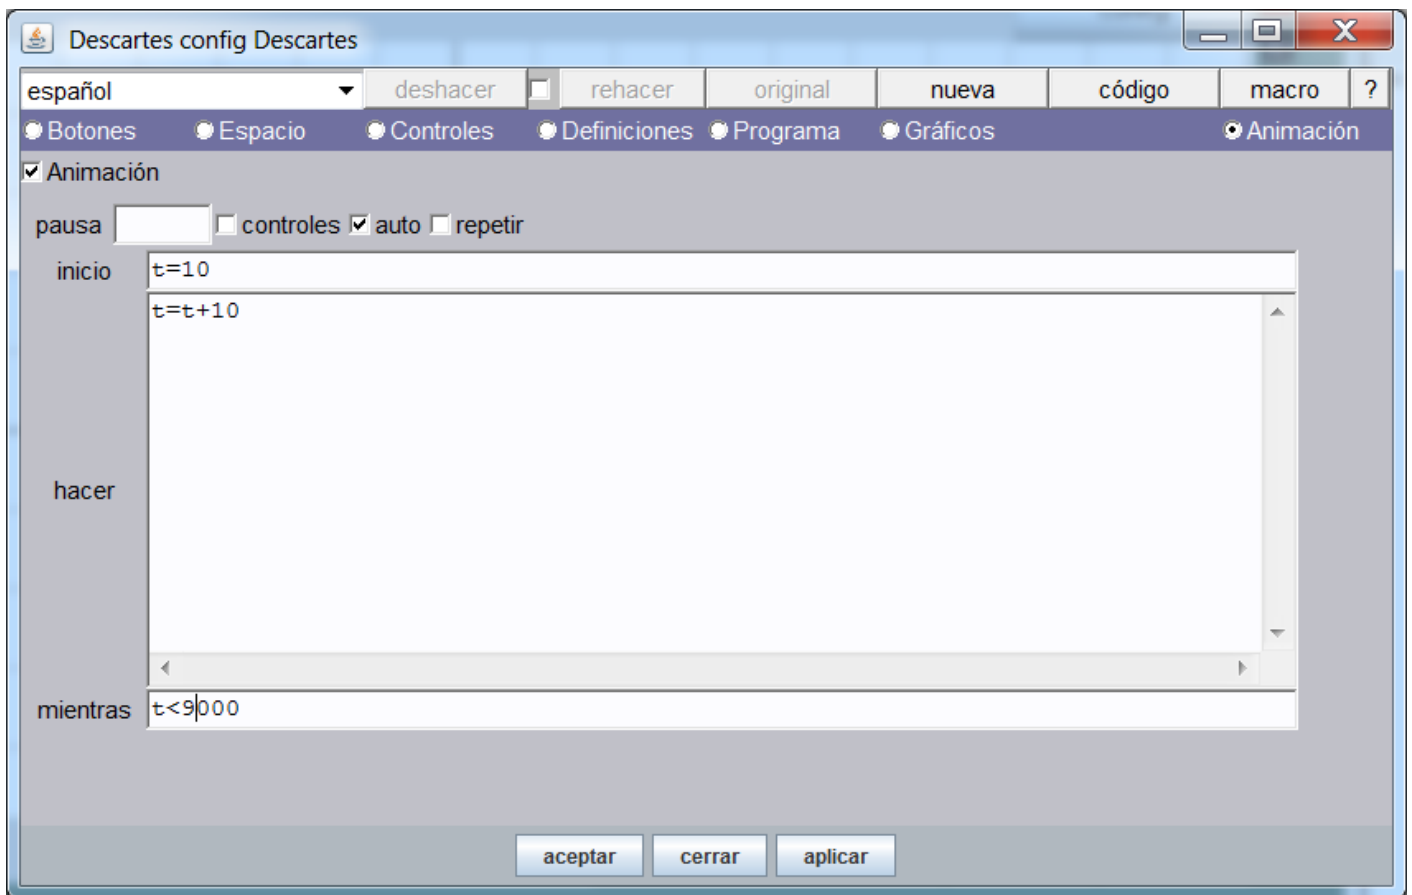 Descartes config Descartes
español deshacer rehacer original nueva código macro ?
Botones Espacio Controles Definiciones Programa Gráficos Animación
Animación
pausa controles auto repetir
inicio t=10
t=t+10
hacer
mientras t<9000
aceptar cerrar aplicar